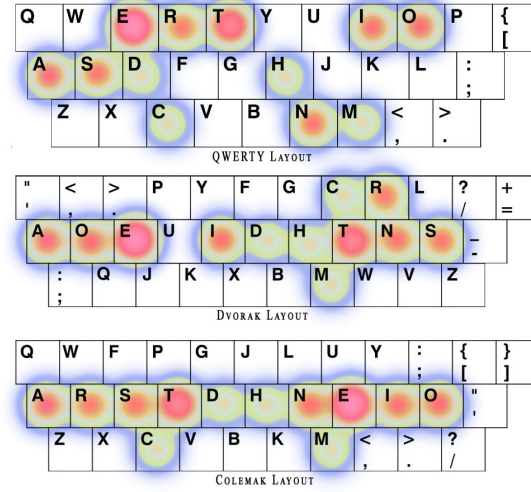 Q W E R T Y U I O P {
[
A S D F G H J K L :
;
Z X C V B N M < >
, .
QWERTY LAYOUT
" < > P Y F G C R L ? +
' , . / =
A O E U I D H T N S _
-
: Q J K X B M W V Z
;
DVORAK LAYOUT
Q W F P G J L U Y : { }
; [ ]
A R S T D H N E I O "
'
Z X C V B K M < > ?
, . /
COLEMAK LAYOUT